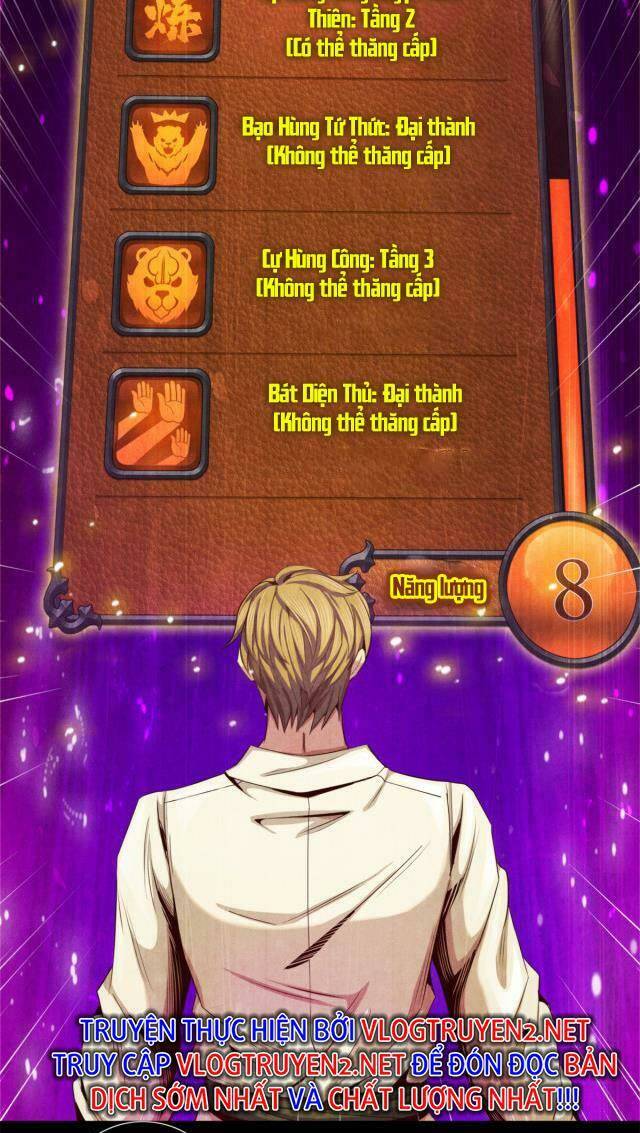 炼
Thiên: Tầng 2
(Có thể thăng cấp)
Bạo Hùng Tứ Thức: Đại thành
(Không thể thăng cấp)
Cự Hùng Công: Tầng 3
(Không thể thăng cấp)
Bát Diện Thủ: Đại thành
(Không thể thăng cấp)
Năng lượng
8
TRUYỆN THỰC HIỆN BỞI VLOGTRUYEN2.NET
TRUY CẬP VLOGTRUYEN2.NET ĐỂ ĐÓN ĐỌC BẢN
DỊCH SỚM NHẤT VÀ CHẤT LƯỢNG NHẤT!!!